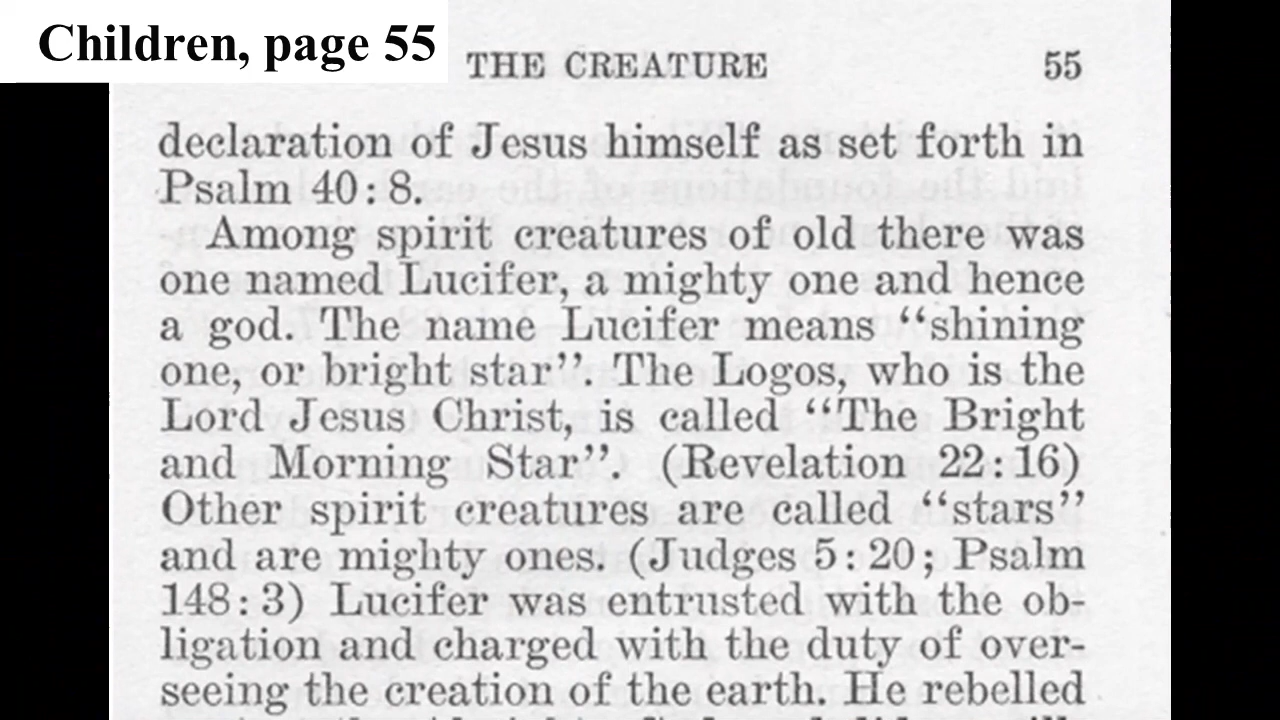 Children, page 55
THE CREATURE 55
declaration of Jesus himself as set forth in
Psalm 40:8.
Among spirit creatures of old there was
one named Lucifer, a mighty one and hence
a god. The name Lucifer means “shining
one, or bright star”. The Logos, who is the
Lord Jesus Christ, is called “The Bright
and Morning Star”. (Revelation 22:16)
Other spirit creatures are called “stars”
and are mighty ones. (Judges 5:20; Psalm
148:3) Lucifer was entrusted with the ob-
ligation and charged with the duty of over-
seeing the creation of the earth. He rebelled